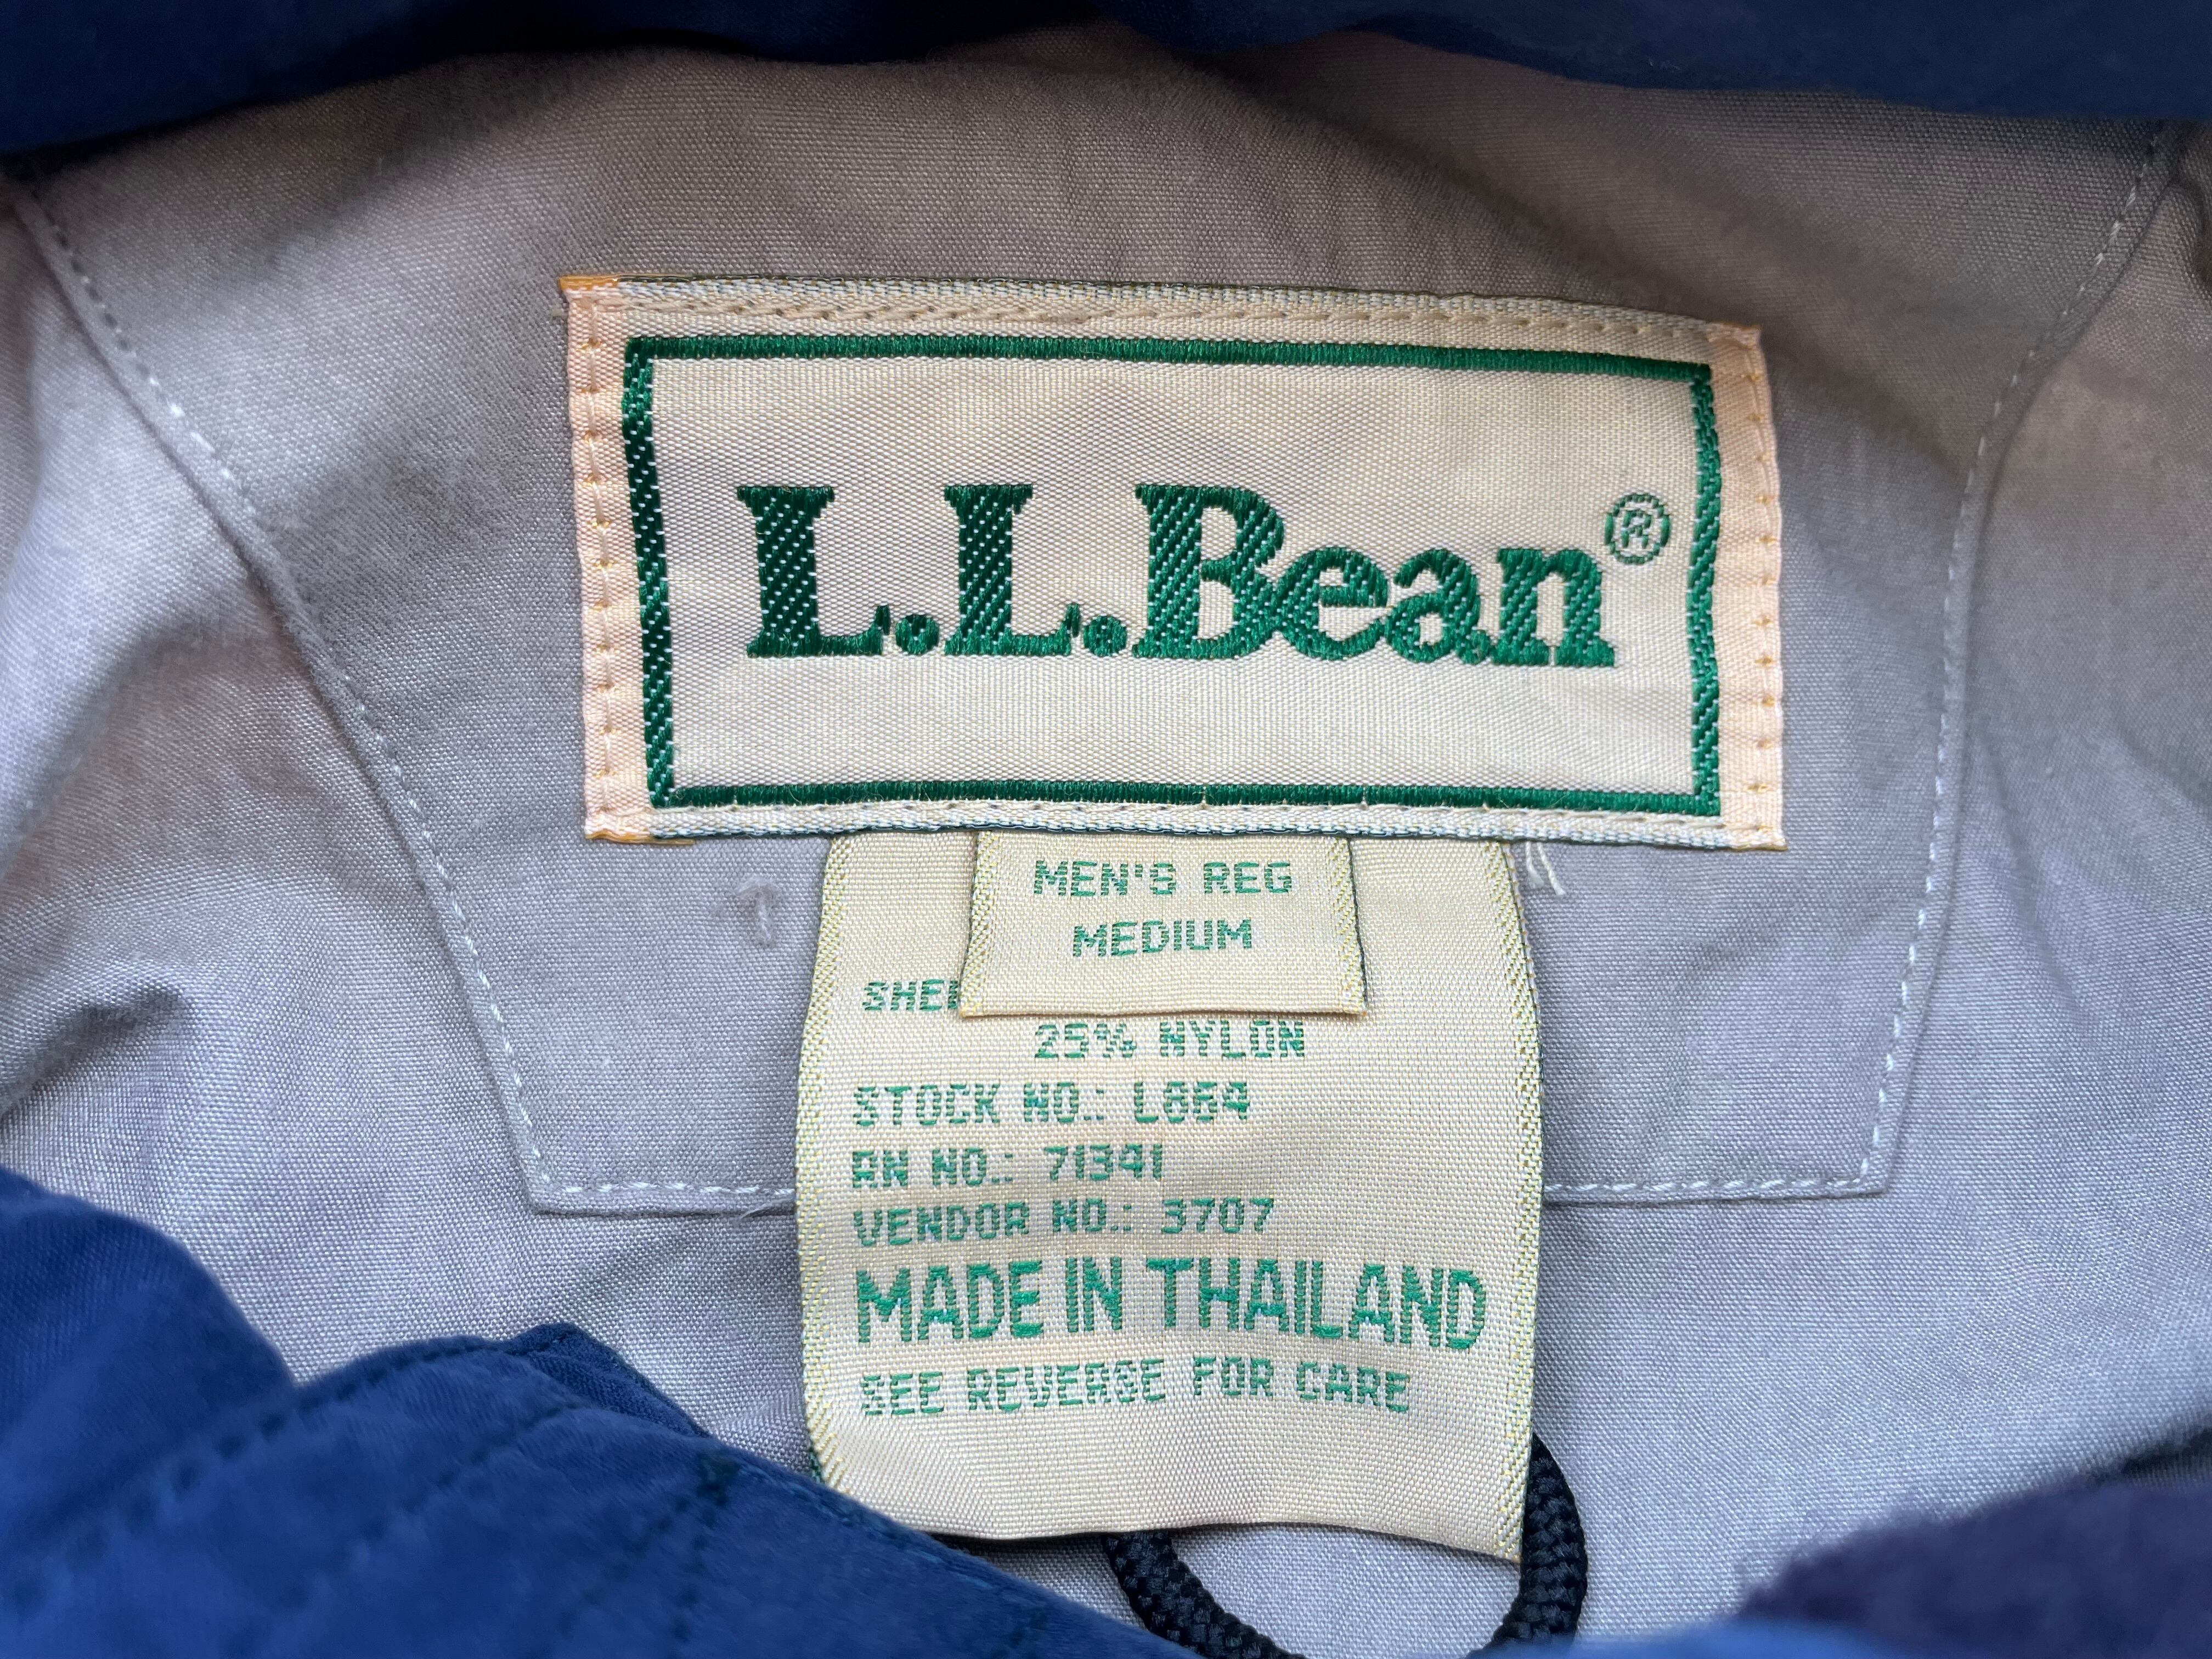 L.L.Bean®
MEN'S REG
MEDIUM
25% NYLON
STOCK NO.:
RN NO.: 71341
VENDOR NO.: 3707
MADE IN THAILAND
SEE REVERSE FOR CARE